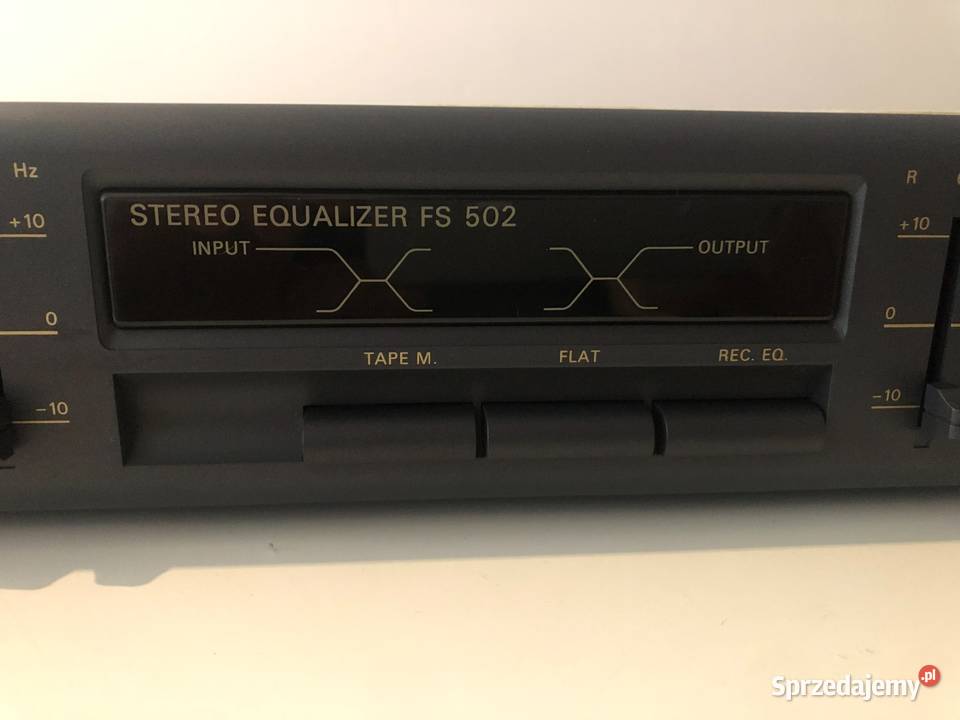 Hz
+10
0
-10
STEREO EQUALIZER FS 502
INPUT
OUTPUT
TAPE M.
FLAT
REC. EQ.
R
+10
0
-10
Sprzedajemy.pl